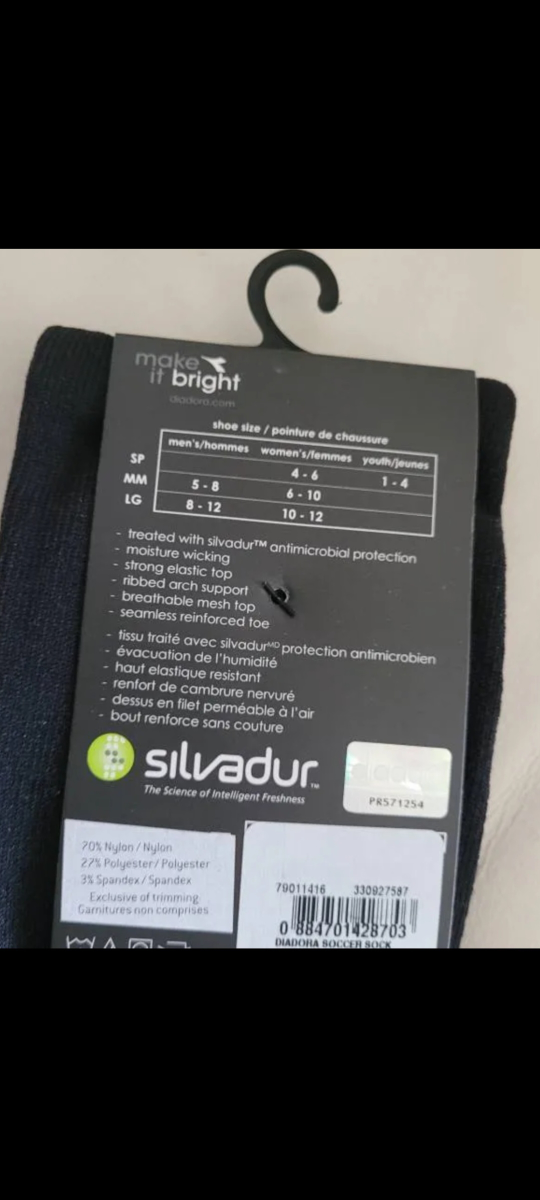 make
it bright
diadora.com
shoe size / pointure de chaussure
men's/hommes women's/femmes youth/jeunes
SP 4 - 6 1 - 4
MM 5 - 8 6 - 10
LG 8 - 12 10 - 12
- treated with silvadur™ antimicrobial protection
- moisture wicking
- strong elastic top
- ribbed arch support
- breathable mesh top
- seamless reinforced toe
- tissu traité avec silvadurᴹᴰ protection antimicrobien
- évacuation de l'humidité
- haut elastique resistant
- renfort de cambrure nervuré
- dessus en filet perméable à l'air
- bout renforce sans couture
silvadur™
The Science of Intelligent Freshness
PR571254
70% Nylon / Nylon
27% Polyester / Polyester
3% Spandex / Spandex
Exclusive of trimming
Garnitures non comprises
79011416 330927587
0 884701428703
DIADORA SOCCER SOCK